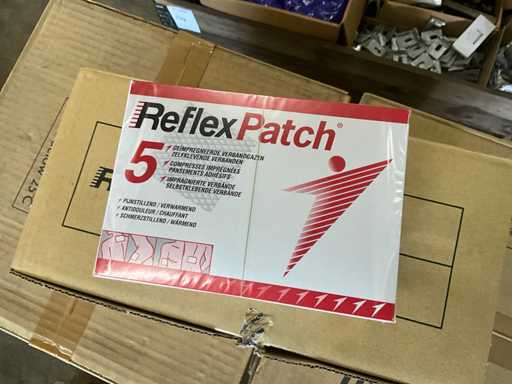 ReflexPatch®
5
GEÏMPREGNEERDE VERBANDGAZEN
ZELFKLEVENDE VERBANDEN
COMPRESSES IMPRÉGNÉES
PANSEMENTS ADHÉSIFS
IMPRÄGNIERTE VERBÄNDE
SELBSTKLEBENDE VERBÄNDE
PIJNSTILLEND / VERWARMEND
ANTIDOULEUR / CHAUFFANT
SCHMERZSTILLEND / WÄRMEND